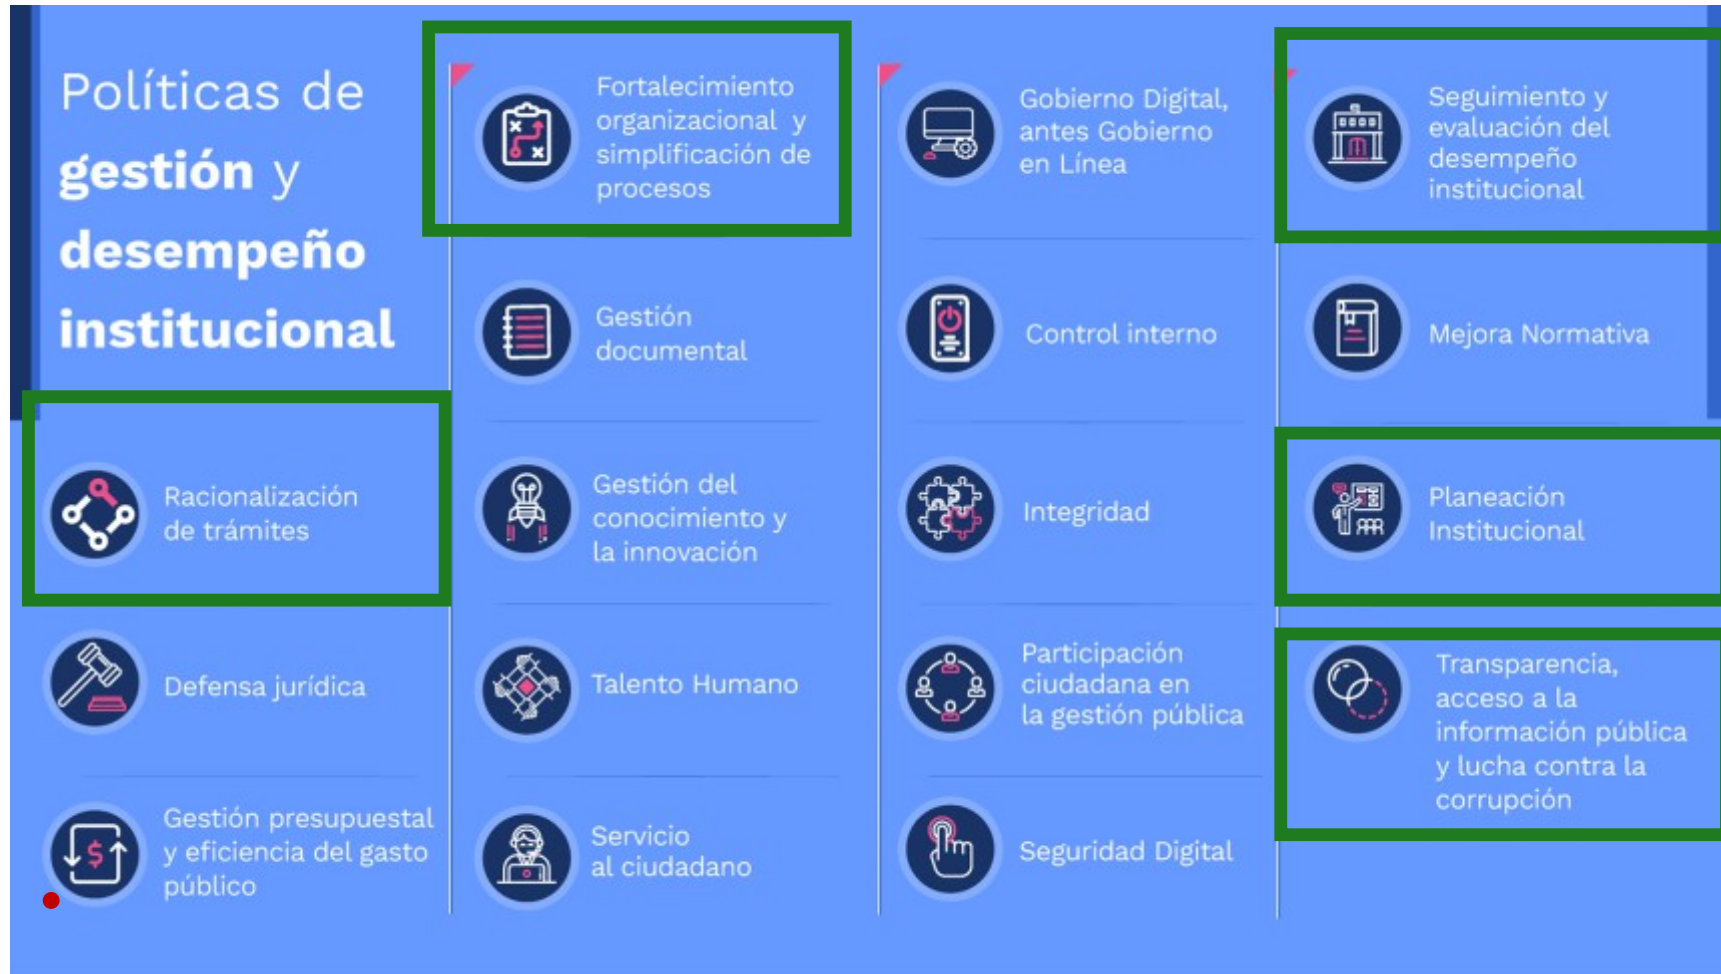 Políticas de
gestión y
desempeño
institucional
Racionalización
de trámites
Defensa jurídica
Gestión presupuestal
y eficiencia del gasto
público
Fortalecimiento
organizacional y
simplificación de
procesos
Gestión
documental
Gestión del
conocimiento y
la innovación
Talento Humano
Servicio
al ciudadano
Gobierno Digital,
antes Gobierno
en Línea
Control interno
Integridad
Participación
ciudadana en
la gestión pública
Seguridad Digital
Seguimiento y
evaluación del
desempeño
institucional
Mejora Normativa
Planeación
Institucional
Transparencia,
acceso a la
información pública
y lucha contra la
corrupción